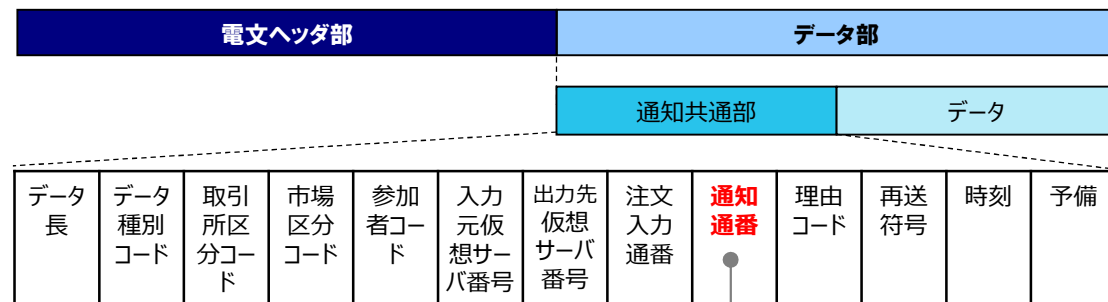 電文ヘッダ部
データ部
通知共通部
データ
データ
長
データ
種別
コード
取引
所区
分コー
ド
市場
区分
コード
参加
者コー
ド
入力
元仮
想サー
バ番号
出力先
仮想
サーバ
番号
注文
入力
通番
通知
通番
理由
コード
再送
符号
時刻
予備